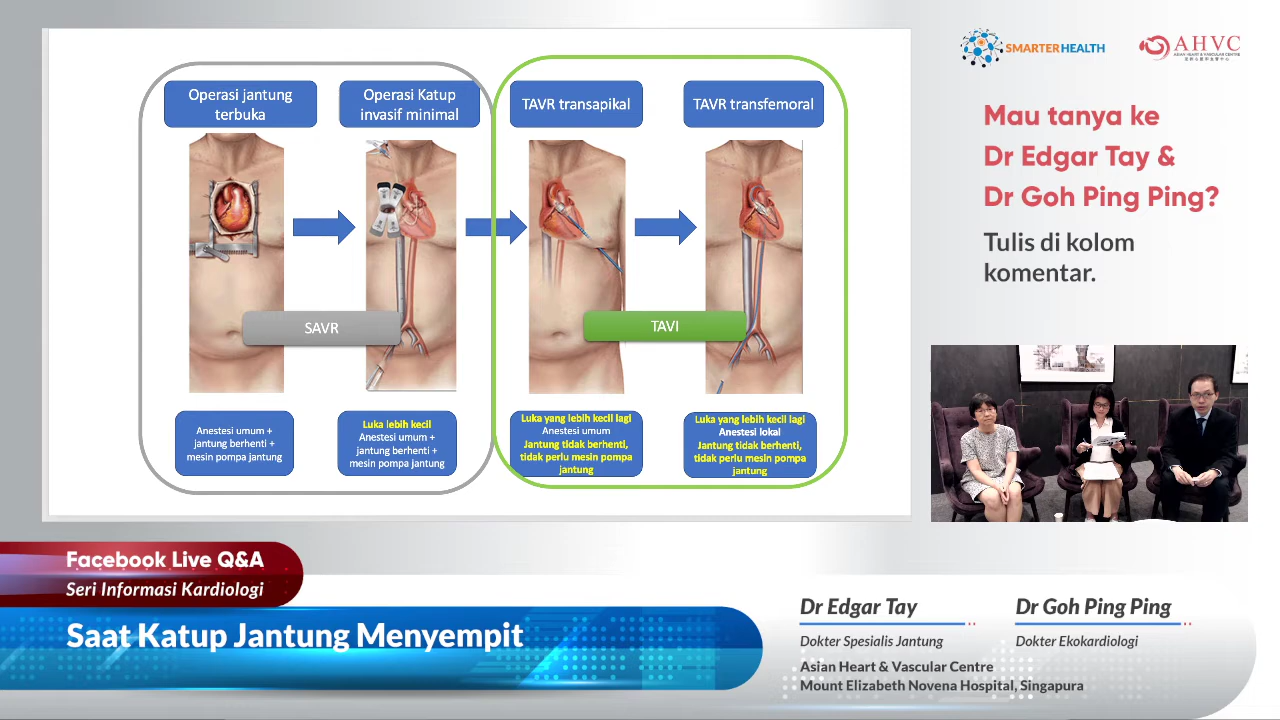 Operasi jantung
terbuka
Operasi Katup
invasif minimal
TAVR transapikal
TAVR transfemoral
SAVR
TAVI
Anestesi umum +
jantung berhenti +
mesin pompa jantung
Luka lebih kecil
Anestesi umum +
jantung berhenti +
mesin pompa jantung
Luka yang lebih kecil lagi
Anestesi umum
Jantung tidak berhenti,
tidak perlu mesin pompa
jantung
Luka yang lebih kecil lagi
Anestesi lokal
Jantung tidak berhenti,
tidak perlu mesin pompa
jantung
SMARTERHEALTH
AHVC
ASIAN HEART & VASCULAR CENTRE
Mau tanya ke
Dr Edgar Tay &
Dr Goh Ping Ping?
Tulis di kolom
komentar.
Facebook Live Q&A
Seri Informasi Kardiologi
Saat Katup Jantung Menyempit
Dr Edgar Tay
Dokter Spesialis Jantung
Dr Goh Ping Ping
Dokter Ekokardiologi
Asian Heart & Vascular Centre
Mount Elizabeth Novena Hospital, Singapura